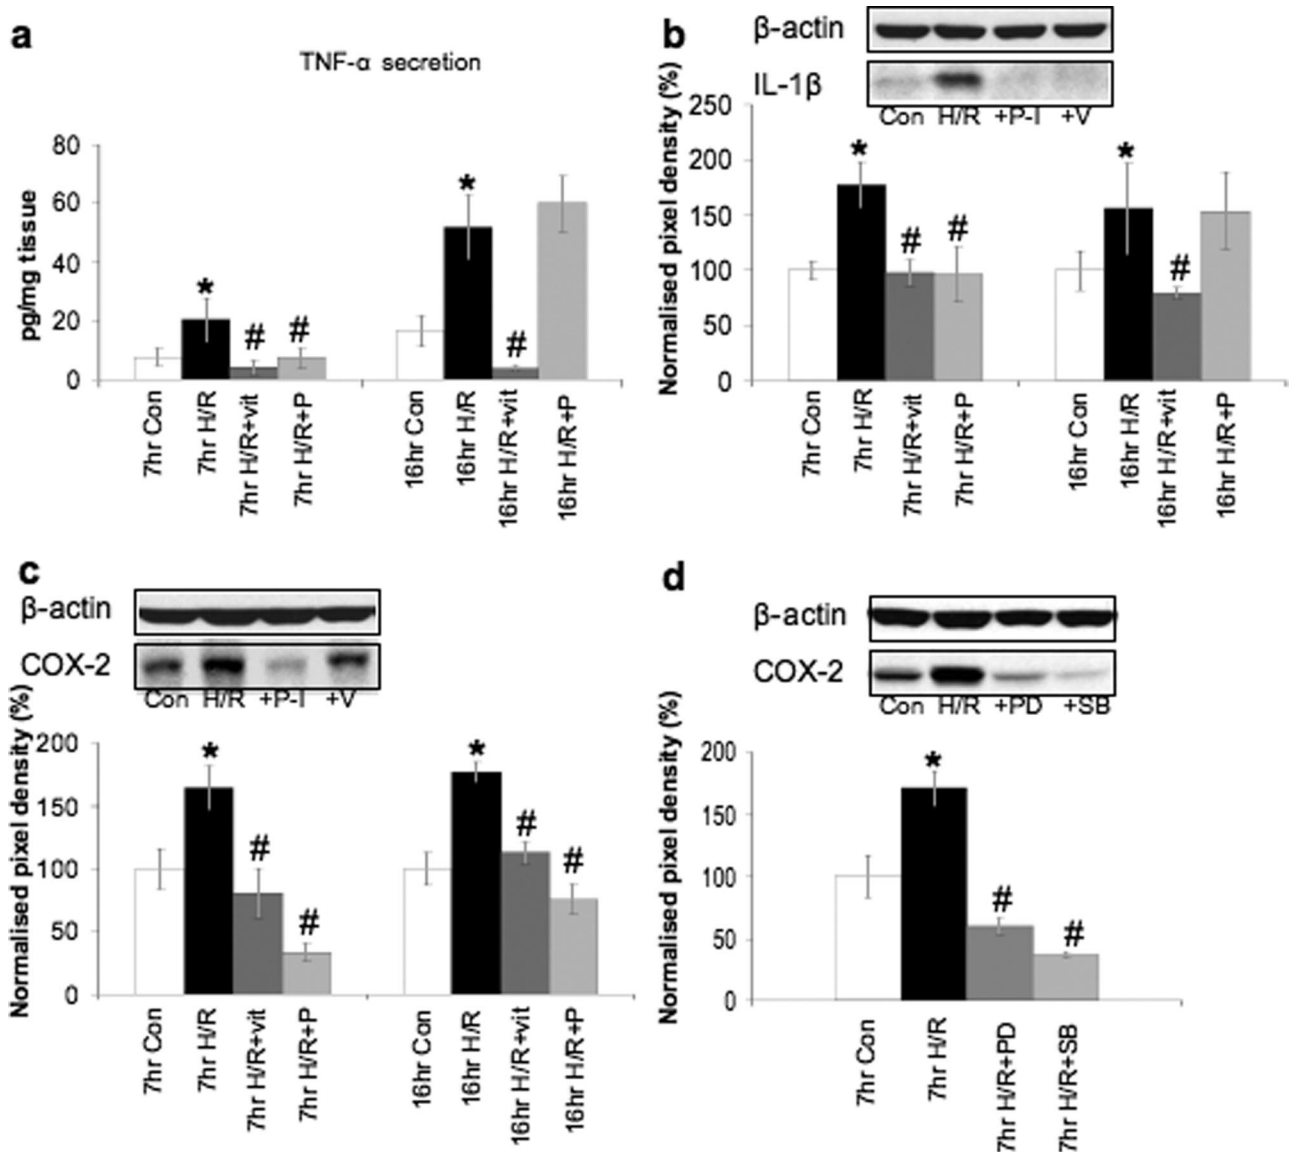 a
TNF-α secretion
pg/mg tissue
80
60
40
20
0
*
#
#
*
#
7hr Con
7hr H/R
7hr H/R+vit
7hr H/R+P
16hr Con
16hr H/R
16hr H/R+vit
16hr H/R+P
b
β-actin
IL-1β
Con H/R +P-I +V
Normalised pixel density (%)
250
200
150
100
50
0
*
#
#
*
#
7hr Con
7hr H/R
7hr H/R+vit
7hr H/R+P
16hr Con
16hr H/R
16hr H/R+vit
16hr H/R+P
c
β-actin
COX-2
Con H/R +P-I +V
Normalised pixel density (%)
200
150
100
50
0
*
#
#
*
#
#
7hr Con
7hr H/R
7hr H/R+vit
7hr H/R+P
16hr Con
16hr H/R
16hr H/R+vit
16hr H/R+P
d
β-actin
COX-2
Con H/R +PD +SB
Normalised pixel density (%)
200
150
100
50
0
*
#
#
7hr Con
7hr H/R
7hr H/R+PD
7hr H/R+SB